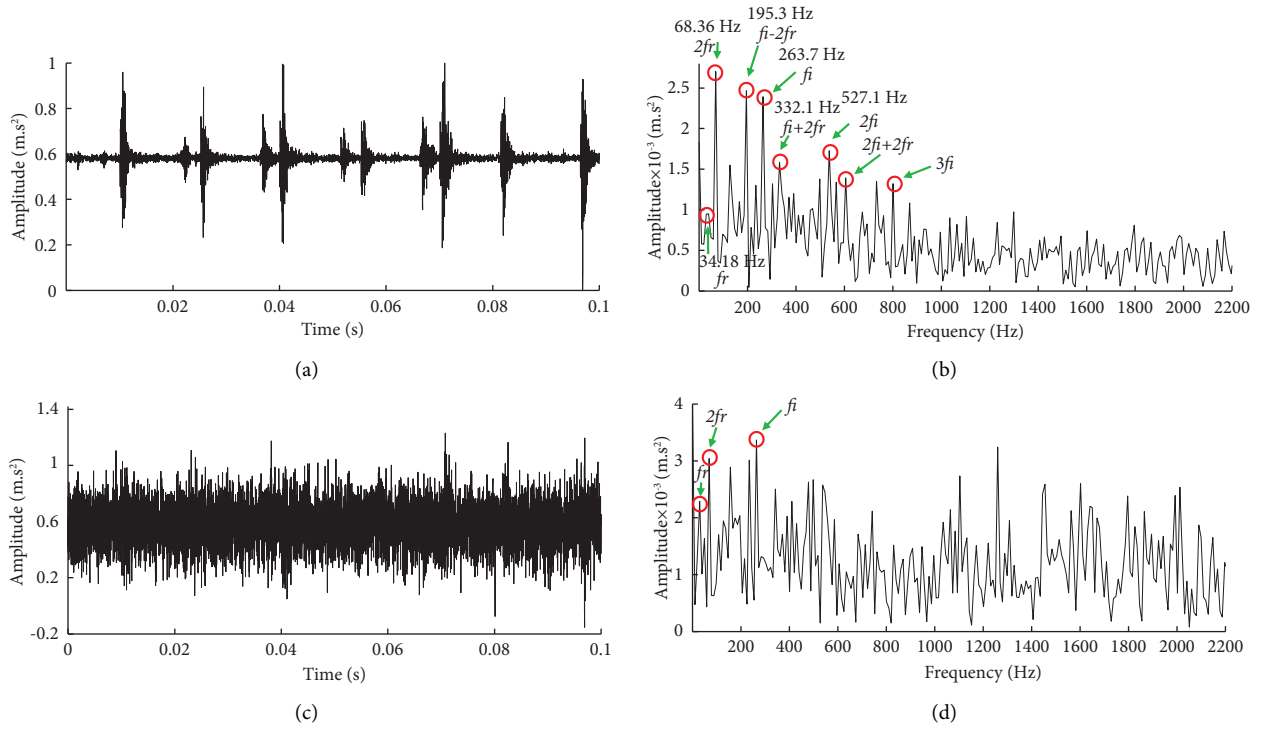 1
0.8
0.6
0.4
0.2
0
Amplitude (m.s²)
0.02
0.04
0.06
0.08
0.1
Time (s)
(a)
68.36 Hz
2fr
195.3 Hz
fi-2fr
263.7 Hz
fi
332.1 Hz
fi+2fr
527.1 Hz
2fi
2fi+2fr
3fi
34.18 Hz
fr
2.5
2
1.5
1
0.5
0
Amplitude×10⁻³ (m.s²)
200 400 600 800 1000 1200 1400 1600 1800 2000 2200
Frequency (Hz)
(b)
1.4
1
0.6
0.2
-0.2
Amplitude (m.s²)
0 0.02 0.04 0.06 0.08 0.1
Time (s)
(c)
fr
2fr
fi
4
3
2
1
0
Amplitude×10⁻³ (m.s²)
200 400 600 800 1000 1200 1400 1600 1800 2000 2200
Frequency (Hz)
(d)